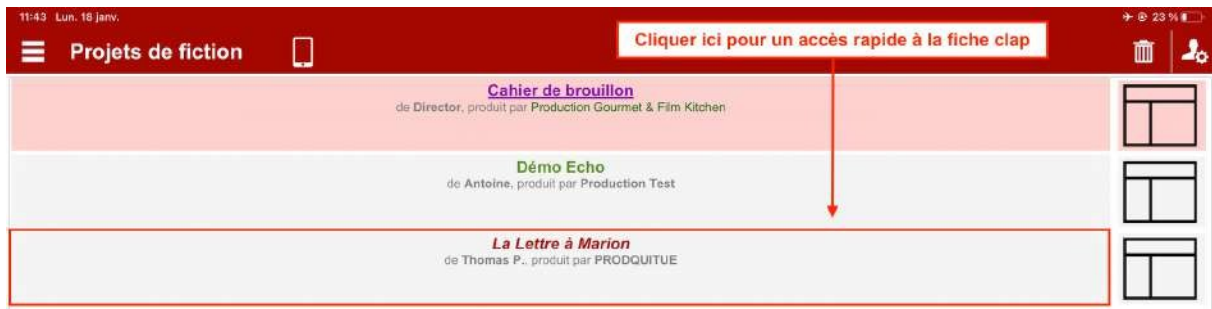 11:43 Lun. 18 janv.
23 %
Projets de fiction
Cliquer ici pour un accès rapide à la fiche clap
Cahier de brouillon
de Director, produit par Production Gourmet & Film Kitchen
Démo Echo
de Antoine, produit par Production Test
La Lettre à Marion
de Thomas P., produit par PRODQUITUE